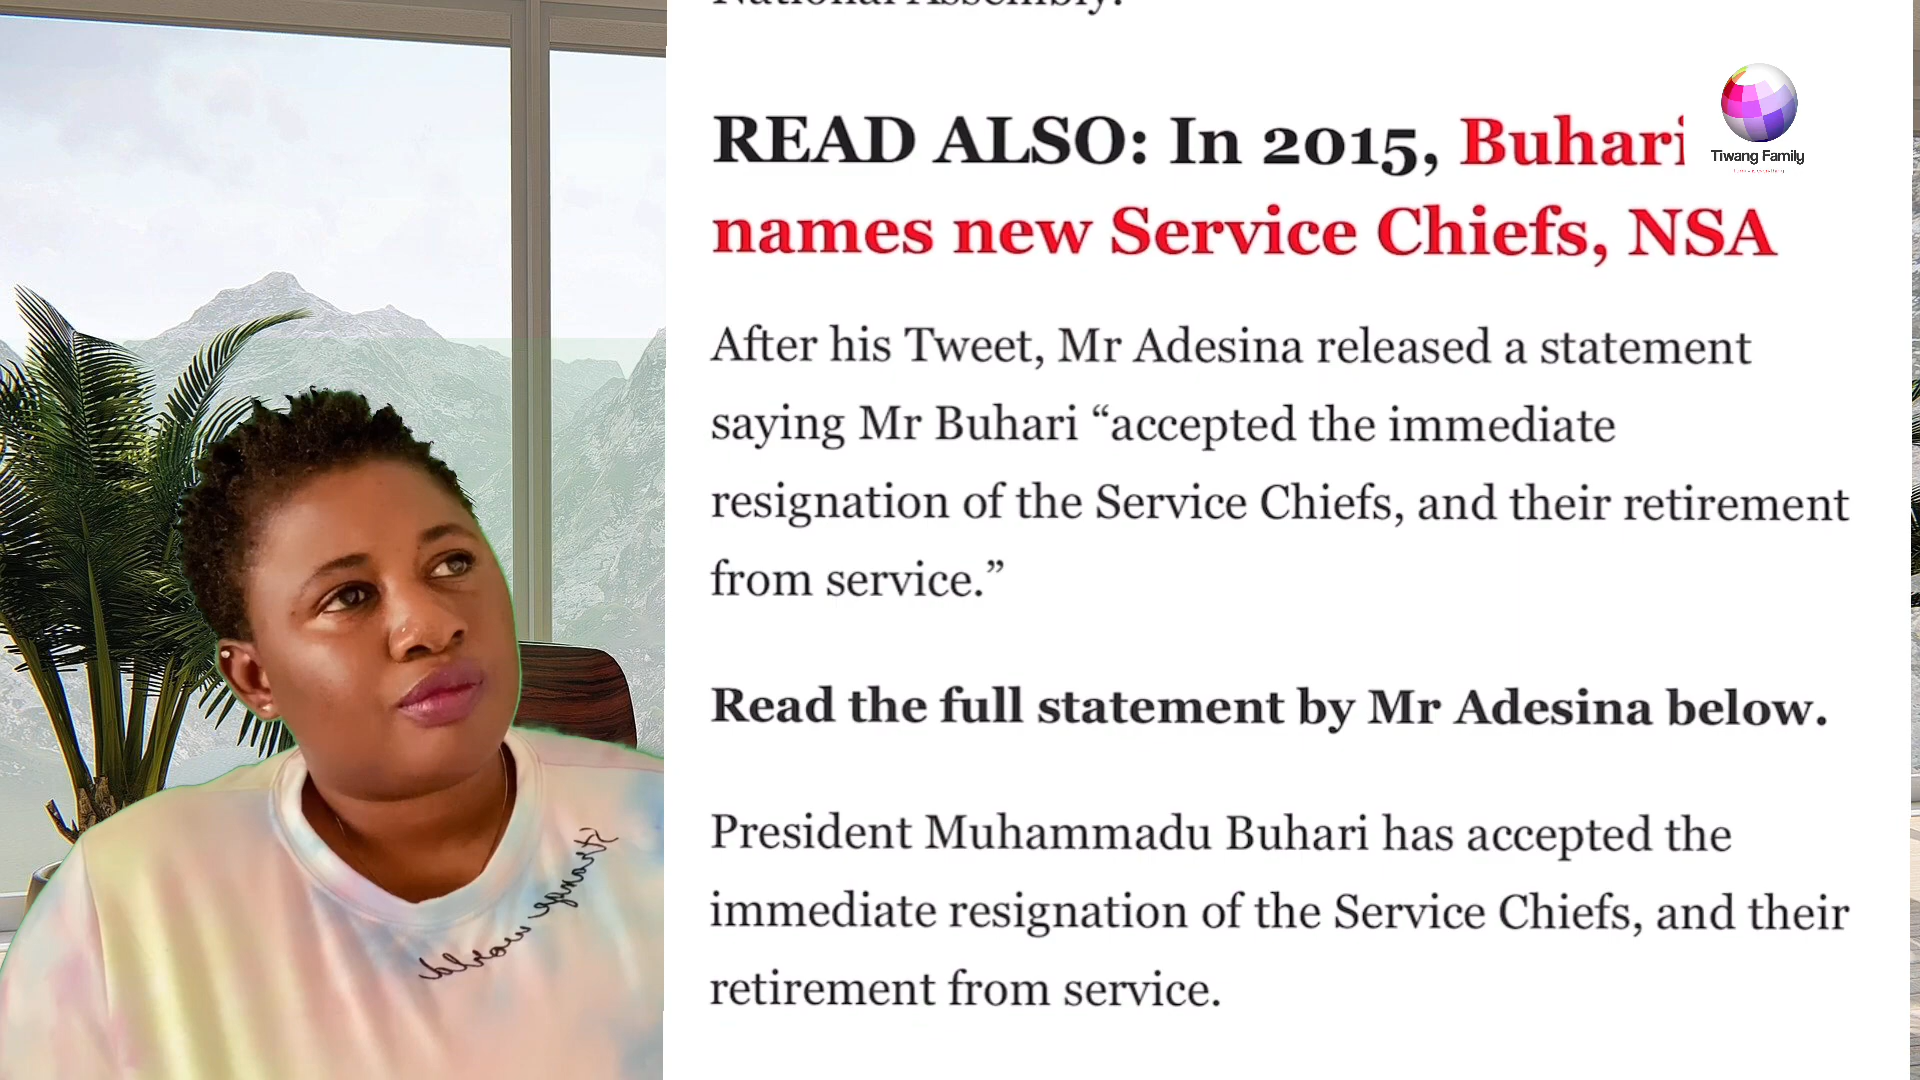 READ ALSO: In 2015, Buhari
names new Service Chiefs, NSA
After his Tweet, Mr Adesina released a statement
saying Mr Buhari “accepted the immediate
resignation of the Service Chiefs, and their retirement
from service.”
Read the full statement by Mr Adesina below.
President Muhammadu Buhari has accepted the
immediate resignation of the Service Chiefs, and their
retirement from service.
Tiwang Family
Strange world